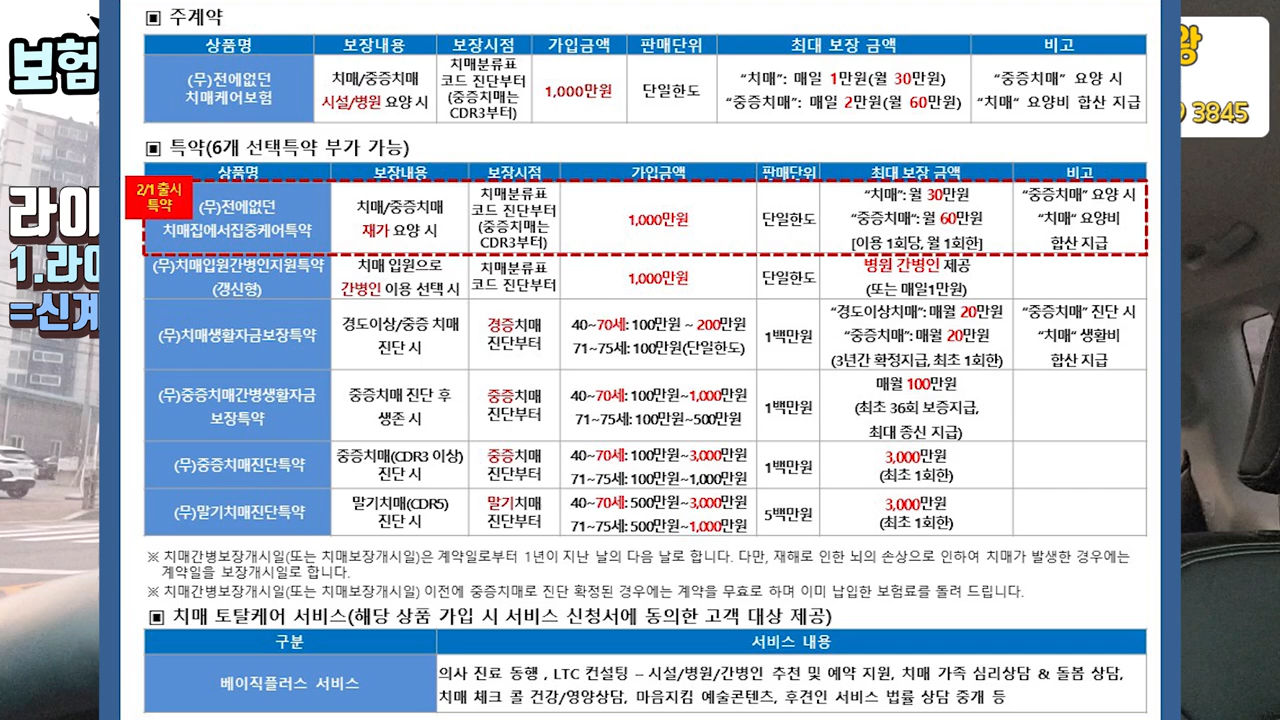 보험
왕
3845
라이
1.라이
=신계
▣ 주계약
상품명 보장내용 보장시점 가입금액 판매단위 최대 보장 금액 비고
(무)전에없던
치매케어보험
치매/중증치매
시설/병원 요양 시
치매분류표
코드 진단부터
(중증치매는
CDR3부터)
1,000만원
단일한도
“치매”: 매일 1만원(월 30만원)
“중증치매”: 매일 2만원(월 60만원)
“중증치매” 요양 시
“치매“ 요양비 합산 지급
▣ 특약(6개 선택특약 부가 가능)
상품명 보장내용 보장시점 가입금액 판매단위 최대 보장 금액 비고
2/1 출시
특약
(무)전에없던
치매집에서집중케어특약
치매/중증치매
재가 요양 시
치매분류표
코드 진단부터
(중증치매는
CDR3부터)
1,000만원
단일한도
“치매”: 월 30만원
“중증치매“: 월 60만원
[이용 1회당, 월 1회한]
“중증치매” 요양 시
“치매“ 요양비
합산 지급
(무)치매입원간병인지원특약
(갱신형)
치매 입원으로
간병인 이용 선택 시
치매분류표
코드 진단부터
1,000만원
단일한도
병원 간병인 제공
(또는 매일1만원)
(무)치매생활자금보장특약
경도이상/중증 치매
진단 시
경증치매
진단부터
40~70세: 100만원 ~ 200만원
71~75세: 100만원(단일한도)
1백만원
“경도이상치매”: 매월 20만원
“중증치매”: 매월 20만원
(3년간 확정지급, 최초 1회한)
“중증치매” 진단 시
“치매“ 생활비
합산 지급
(무)중증치매간병생활자금
보장특약
중증치매 진단 후
생존 시
중증치매
진단부터
40~70세: 100만원~1,000만원
71~75세: 100만원~500만원
1백만원
매월 100만원
(최초 36회 보증지급,
최대 종신 지급)
(무)중증치매진단특약
중증치매(CDR3 이상)
진단 시
중증치매
진단부터
40~70세: 100만원~3,000만원
71~75세: 100만원~1,000만원
1백만원
3,000만원
(최초 1회한)
(무)말기치매진단특약
말기치매(CDR5)
진단 시
말기치매
진단부터
40~70세: 500만원~3,000만원
71~75세: 500만원~1,000만원
5백만원
3,000만원
(최초 1회한)
※ 치매간병보장개시일(또는 치매보장개시일)은 계약일로부터 1년이 지난 날의 다음 날로 합니다. 다만, 재해로 인한 뇌의 손상으로 인하여 치매가 발생한 경우에는
계약일을 보장개시일로 합니다.
※ 치매간병보장개시일(또는 치매보장개시일) 이전에 중증치매로 진단 확정된 경우에는 계약을 무효로 하며 이미 납입한 보험료를 돌려 드립니다.
▣ 치매 토탈케어 서비스(해당 상품 가입 시 서비스 신청서에 동의한 고객 대상 제공)
구분 서비스 내용
베이직플러스 서비스
의사 진료 동행 , LTC 컨설팅 – 시설/병원/간병인 추천 및 예약 지원, 치매 가족 심리상담 & 돌봄 상담,
치매 체크 콜 건강/영양상담, 마음지킴 예술콘텐츠, 후견인 서비스 법률 상담 중개 등